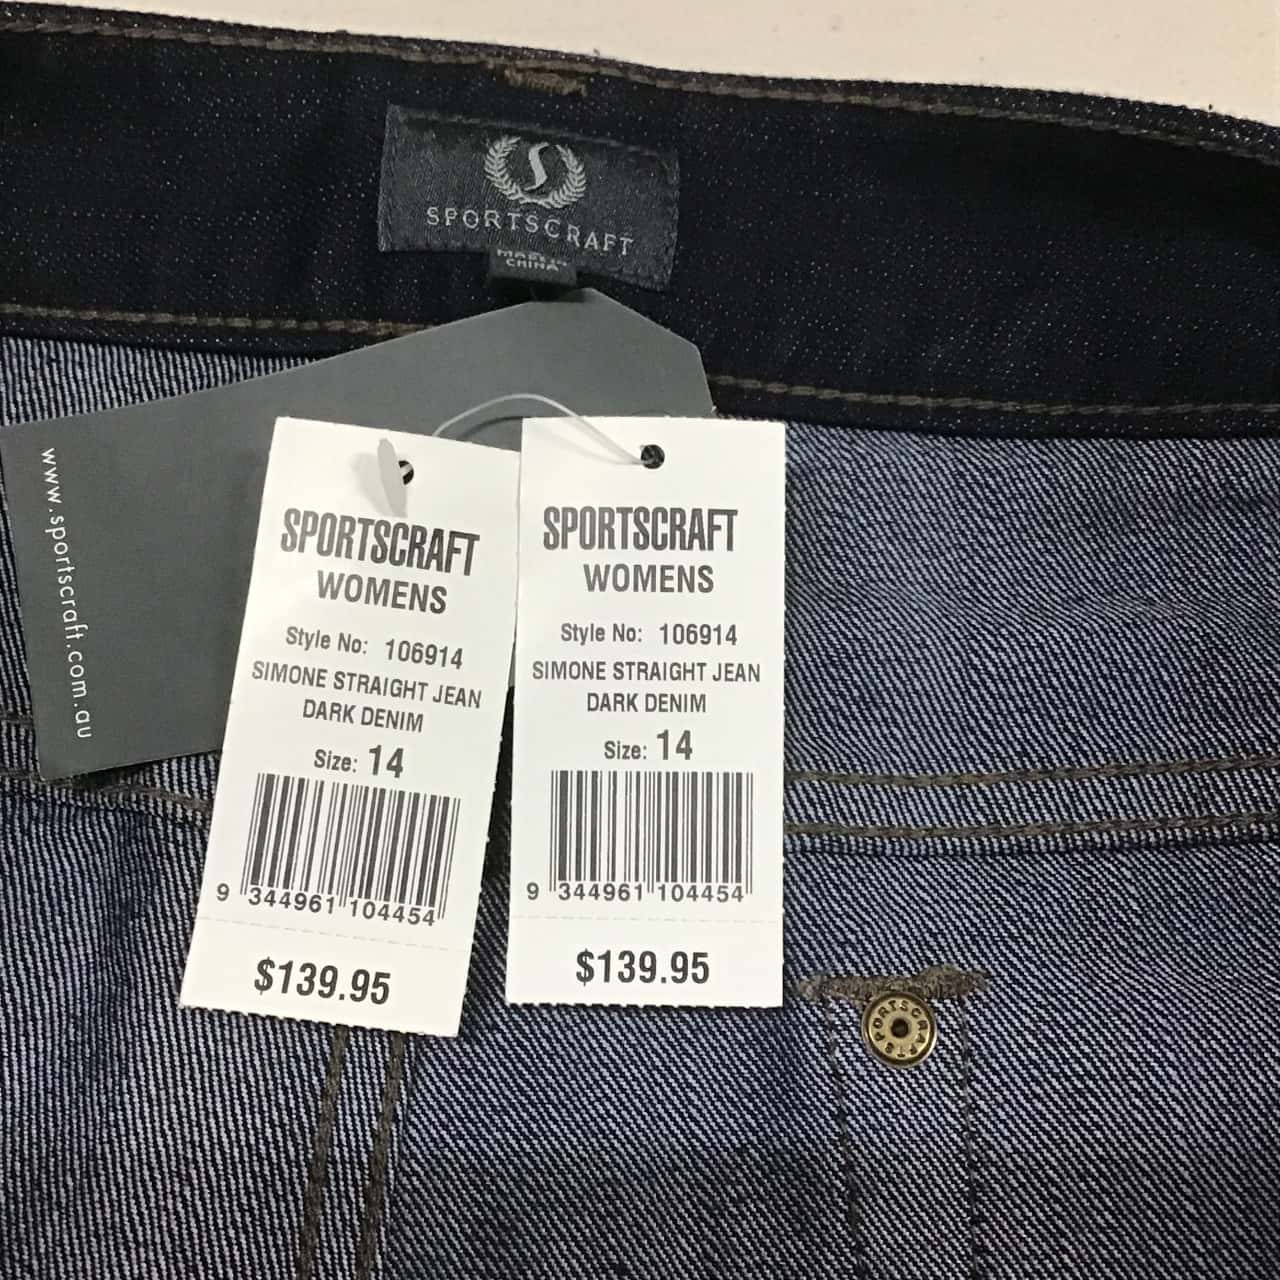 S
SPORTSCRAFT
MADE IN
CHINA
www.sportscraft.com.au
SPORTSCRAFT
WOMENS
Style No: 106914
SIMONE STRAIGHT JEAN
DARK DENIM
Size: 14
9 344961 104454
$139.95
SPORTSCRAFT
WOMENS
Style No: 106914
SIMONE STRAIGHT JEAN
DARK DENIM
Size: 14
9 344961 104454
$139.95
SPORTSCRAFT